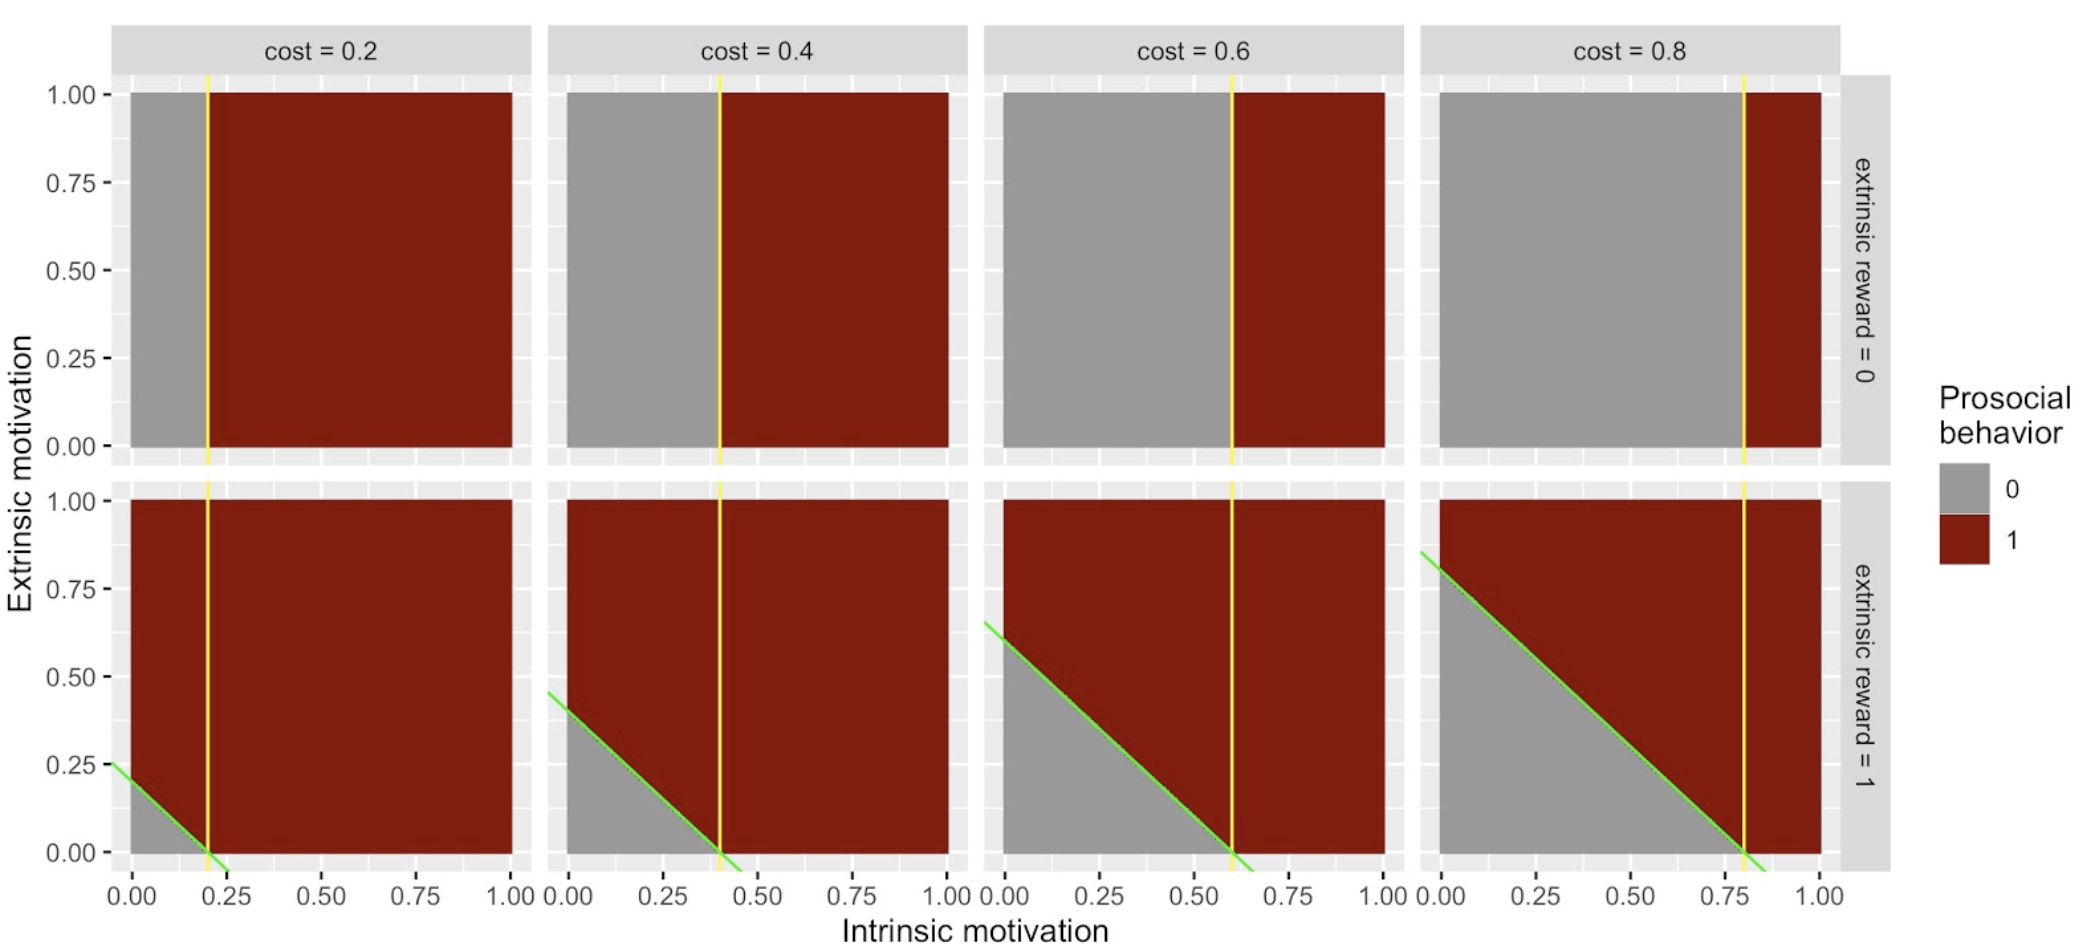 cost = 0.2
cost = 0.4
cost = 0.6
cost = 0.8
1.00
0.75
0.50
0.25
0.00
extrinsic reward = 0
Extrinsic motivation
1.00
0.75
0.50
0.25
0.00
extrinsic reward = 1
0.00 0.25 0.50 0.75 1.00
0.00 0.25 0.50 0.75 1.00
0.00 0.25 0.50 0.75 1.00
0.00 0.25 0.50 0.75 1.00
Intrinsic motivation
Prosocial
behavior
0
1